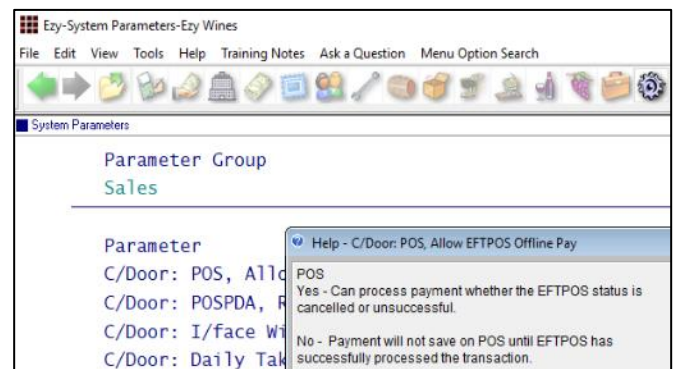 Ezy-System Parameters-Ezy Wines
File Edit View Tools Help Training Notes Ask a Question Menu Option Search
System Parameters
Parameter Group
Sales
Parameter
Help - C/Door: POS, Allow EFTPOS Offline Pay
C/Door: POS, Allo
C/Door: POSPDA, R
C/Door: I/face Wi
C/Door: Daily Tak
POS
Yes - Can process payment whether the EFTPOS status is
cancelled or unsuccessful.
No - Payment will not save on POS until EFTPOS has
successfully processed the transaction.